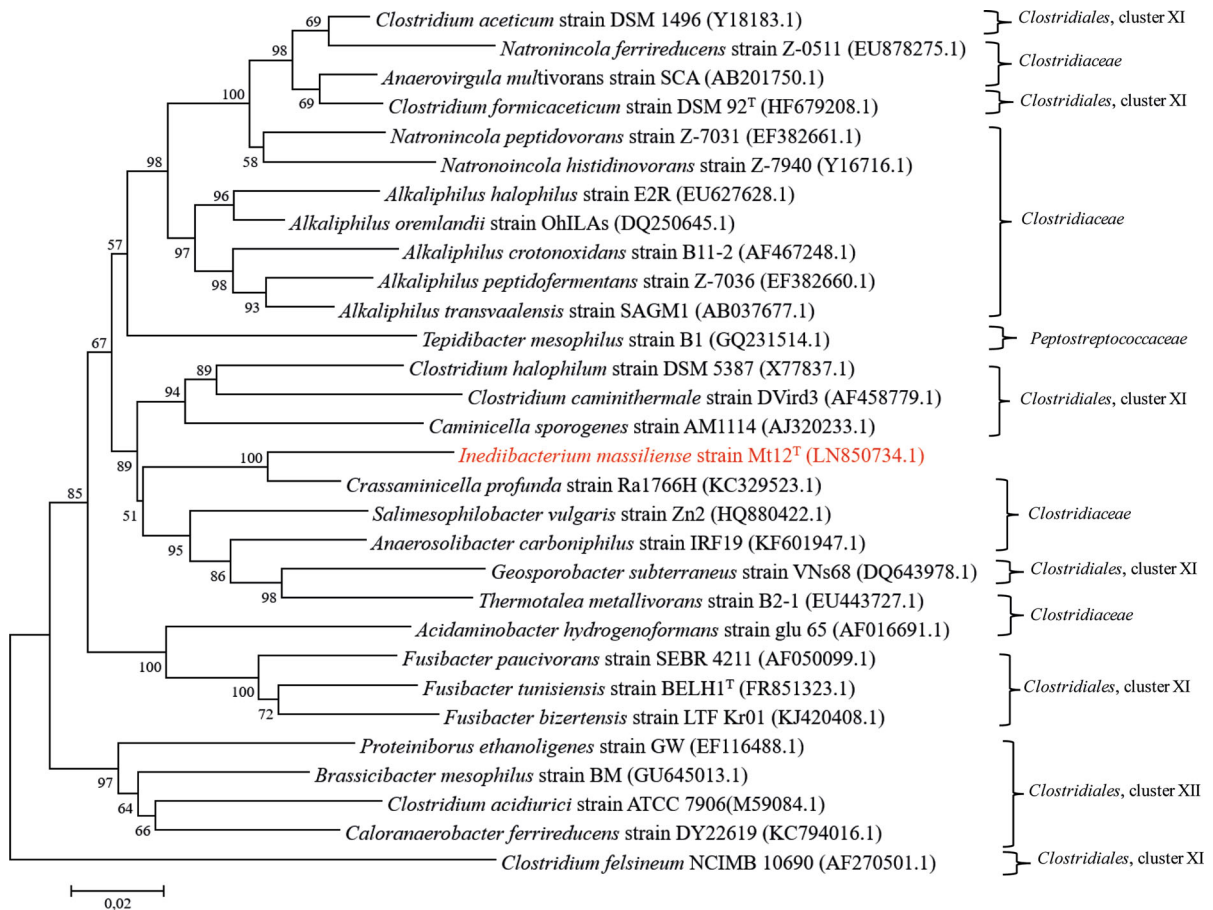 Clostridium aceticum strain DSM 1496 (Y18183.1)
Clostridiales, cluster XI
Natronincola ferrireducens strain Z-0511 (EU878275.1)
Clostridiaceae
Anaerovirgula multivorans strain SCA (AB201750.1)
Clostridium formicaceticum strain DSM 92ᵀ (HF679208.1)
Clostridiales, cluster XI
Natronincola peptidovorans strain Z-7031 (EF382661.1)
Natronoincola histidinovorans strain Z-7940 (Y16716.1)
Alkaliphilus halophilus strain E2R (EU627628.1)
Alkaliphilus oremlandii strain OhILAs (DQ250645.1)
Clostridiaceae
Alkaliphilus crotonoxidans strain B11-2 (AF467248.1)
Alkaliphilus peptidofermentans strain Z-7036 (EF382660.1)
Alkaliphilus transvaalensis strain SAGM1 (AB037677.1)
Tepidibacter mesophilus strain B1 (GQ231514.1)
Peptostreptococcaceae
Clostridium halophilum strain DSM 5387 (X77837.1)
Clostridium caminithermale strain DVird3 (AF458779.1)
Clostridiales, cluster XI
Caminicella sporogenes strain AM1114 (AJ320233.1)
Inediibacterium massiliense strain Mt12ᵀ (LN850734.1)
Crassaminicella profunda strain Ra1766H (KC329523.1)
Salimesophilobacter vulgaris strain Zn2 (HQ880422.1)
Clostridiaceae
Anaerosolibacter carboniphilus strain IRF19 (KF601947.1)
Geosporobacter subterraneus strain VNs68 (DQ643978.1)
Clostridiales, cluster XI
Thermotalea metallivorans strain B2-1 (EU443727.1)
Clostridiaceae
Acidaminobacter hydrogenoformans strain glu 65 (AF016691.1)
Fusibacter paucivorans strain SEBR 4211 (AF050099.1)
Fusibacter tunisiensis strain BELH1ᵀ (FR851323.1)
Clostridiales, cluster XI
Fusibacter bizertensis strain LTF Kr01 (KJ420408.1)
Proteiniborus ethanoligenes strain GW (EF116488.1)
Brassicibacter mesophilus strain BM (GU645013.1)
Clostridiales, cluster XII
Clostridium acidiurici strain ATCC 7906(M59084.1)
Caloranaerobacter ferrireducens strain DY22619 (KC794016.1)
Clostridium felsineum NCIMB 10690 (AF270501.1)
Clostridiales, cluster XI
69
98
69
100
58
98
96
97
98
93
57
67
89
94
89
100
51
95
86
98
85
100
100
72
97
64
66
0,02